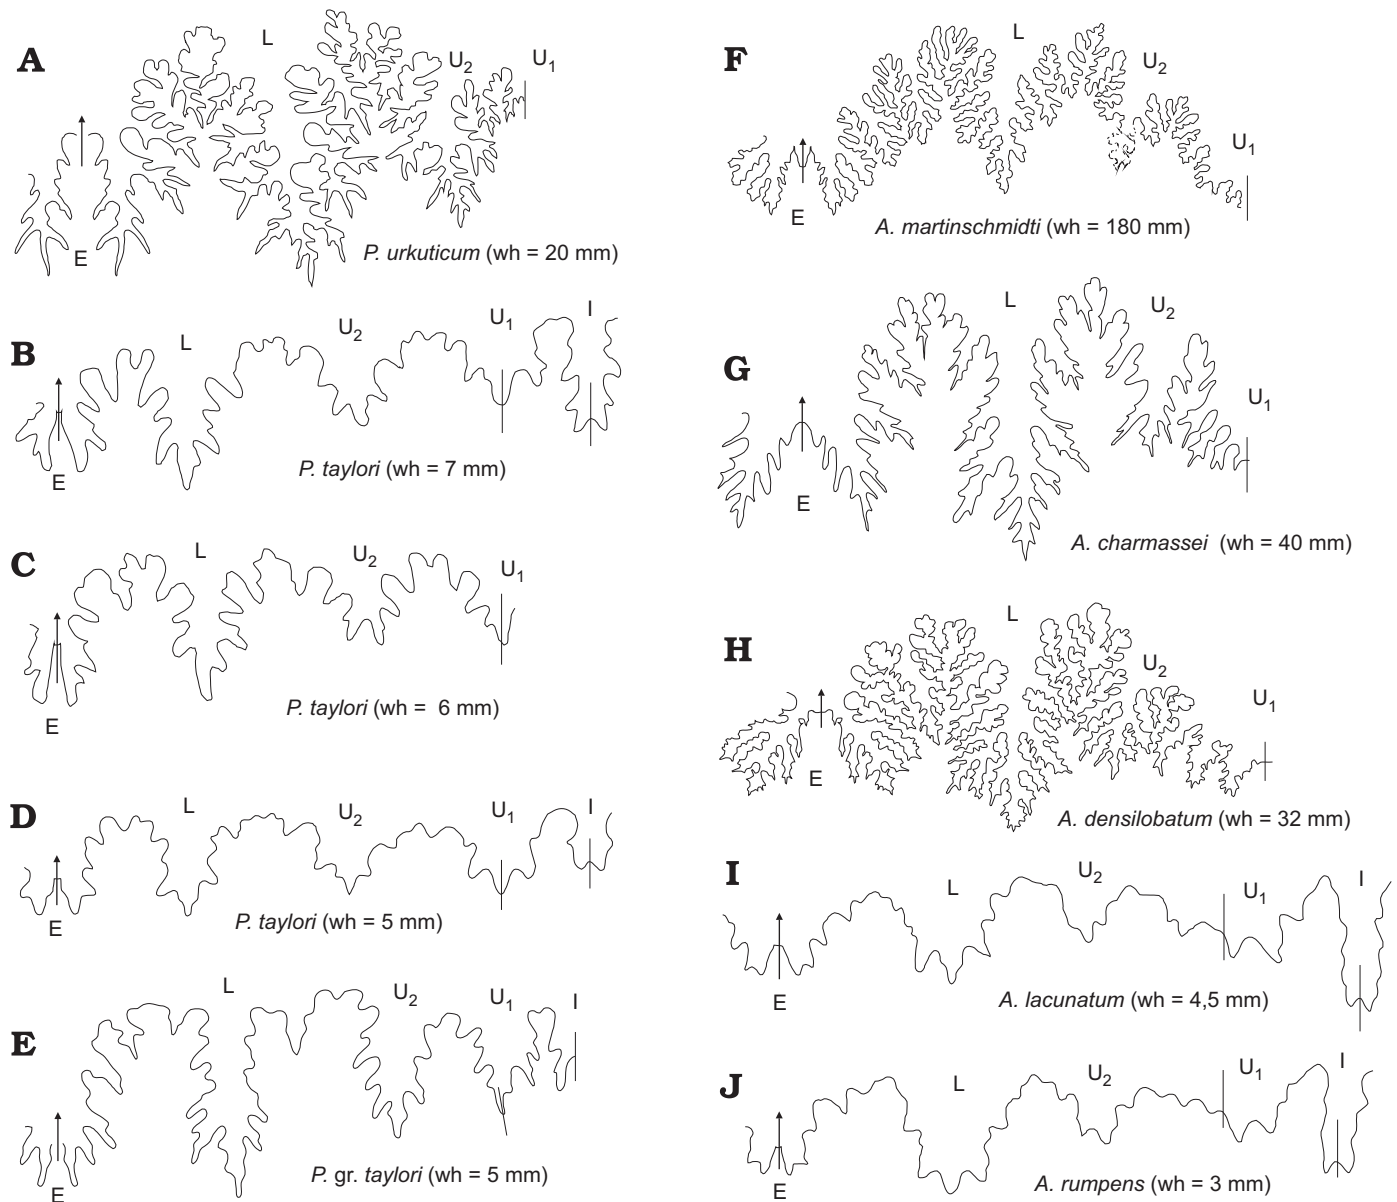 A
L
U2
U1
E
P. urkuticum (wh = 20 mm)
B
L
U2
U1
I
E
P. taylori (wh = 7 mm)
C
L
U2
U1
E
P. taylori (wh = 6 mm)
D
L
U2
U1
I
E
P. taylori (wh = 5 mm)
E
L
U2
U1
I
E
P. gr. taylori (wh = 5 mm)
F
L
U2
U1
E
A. martinschmidti (wh = 180 mm)
G
L
U2
U1
E
A. charmassei (wh = 40 mm)
H
L
U2
U1
E
A. densilobatum (wh = 32 mm)
I
L
U2
U1
I
E
A. lacunatum (wh = 4,5 mm)
J
L
U2
U1
I
E
A. rumpens (wh = 3 mm)